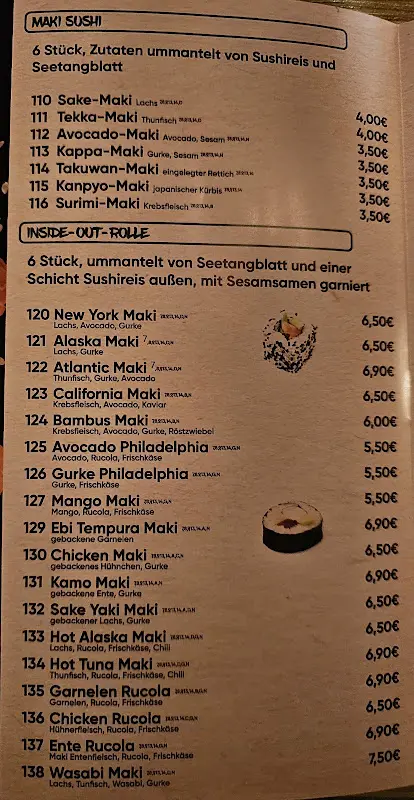 MAKI SUSHI
6 Stück, Zutaten ummantelt von Sushireis und
Seetangblatt
110 Sake-Maki Lachs 4,00€
111 Tekka-Maki Thunfisch 4,00€
112 Avocado-Maki Avocado, Sesam 3,50€
113 Kappa-Maki Gurke, Sesam 3,50€
114 Takuwan-Maki eingelegter Rettich 3,50€
115 Kanpyo-Maki japanischer Kürbis 3,50€
116 Surimi-Maki Krebsfleisch 3,50€
INSIDE-OUT-ROLLE
6 Stück, ummantelt von Seetangblatt und einer
Schicht Sushireis außen, mit Sesamsamen garniert
120 New York Maki 6,50€
Lachs, Avocado, Gurke
121 Alaska Maki 6,50€
Lachs, Gurke
122 Atlantic Maki 6,90€
Thunfisch, Gurke, Avocado
123 California Maki 6,50€
Krebsfleisch, Avocado, Kaviar
124 Bambus Maki 6,00€
Krebsfleisch, Avocado, Gurke, Röstzwiebel
125 Avocado Philadelphia 5,50€
Avocado, Rucola, Frischkäse
126 Gurke Philadelphia 5,50€
Gurke, Frischkäse
127 Mango Maki 5,50€
Mango, Rucola, Frischkäse
129 Ebi Tempura Maki 6,90€
gebackene Garnelen
130 Chicken Maki 6,50€
gebackenes Hühnchen, Gurke
131 Kamo Maki 6,90€
gebackene Ente, Gurke
132 Sake Yaki Maki 6,50€
gebackener Lachs, Gurke
133 Hot Alaska Maki 6,50€
Lachs, Rucola, Frischkäse, Chili
134 Hot Tuna Maki 6,90€
Thunfisch, Rucola, Frischkäse, Chili
135 Garnelen Rucola 6,90€
Garnelen, Rucola, Frischkäse
136 Chicken Rucola 6,50€
Hühnerfleisch, Rucola, Frischkäse
137 Ente Rucola 6,90€
Maki Entenfleisch, Rucola, Frischkäse
138 Wasabi Maki 7,50€
Lachs, Tunfisch, Wasabi, Gurke